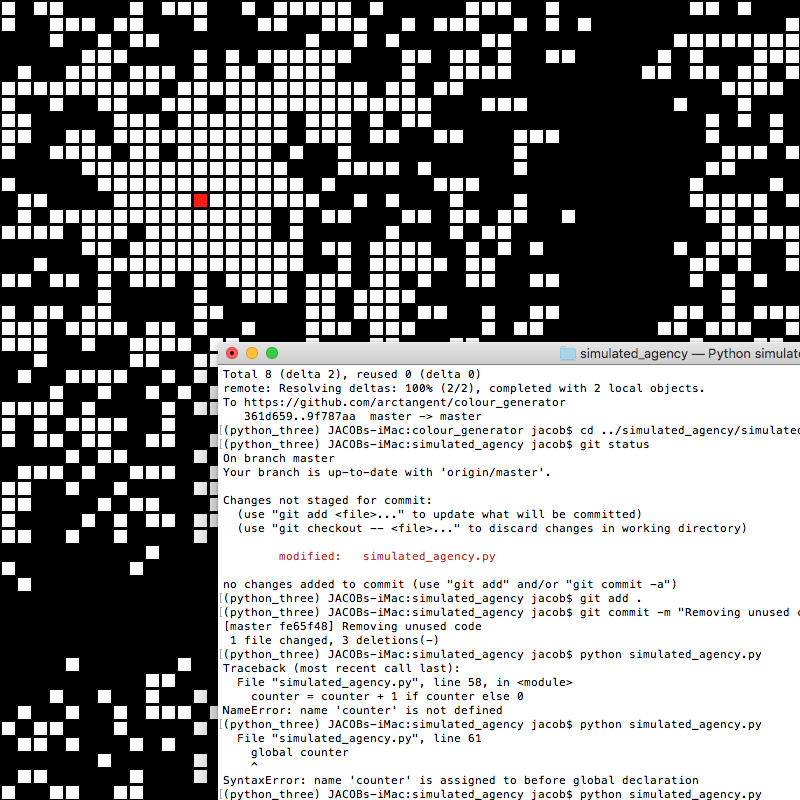 simulated_agency — Python simulat
Total 8 (delta 2), reused 0 (delta 0)
remote: Resolving deltas: 100% (2/2), completed with 2 local objects.
To https://github.com/arctangent/colour_generator
   361d659..9f787aa  master -> master
[(python_three) JACOBs-iMac:colour_generator jacob$ cd ../simulated_agency/simulated
[(python_three) JACOBs-iMac:simulated_agency jacob$ git status
On branch master
Your branch is up-to-date with 'origin/master'.
Changes not staged for commit:
  (use "git add <file>..." to update what will be committed)
  (use "git checkout -- <file>..." to discard changes in working directory)
        modified:   simulated_agency.py
no changes added to commit (use "git add" and/or "git commit -a")
[(python_three) JACOBs-iMac:simulated_agency jacob$ git add .
[(python_three) JACOBs-iMac:simulated_agency jacob$ git commit -m "Removing unused c
[master fe65f48] Removing unused code
 1 file changed, 3 deletions(-)
[(python_three) JACOBs-iMac:simulated_agency jacob$ python simulated_agency.py
Traceback (most recent call last):
  File "simulated_agency.py", line 58, in <module>
    counter = counter + 1 if counter else 0
NameError: name 'counter' is not defined
[(python_three) JACOBs-iMac:simulated_agency jacob$ python simulated_agency.py
  File "simulated_agency.py", line 61
    global counter
    ^
SyntaxError: name 'counter' is assigned to before global declaration
[(python_three) JACOBs-iMac:simulated_agency jacob$ python simulated_agency.py